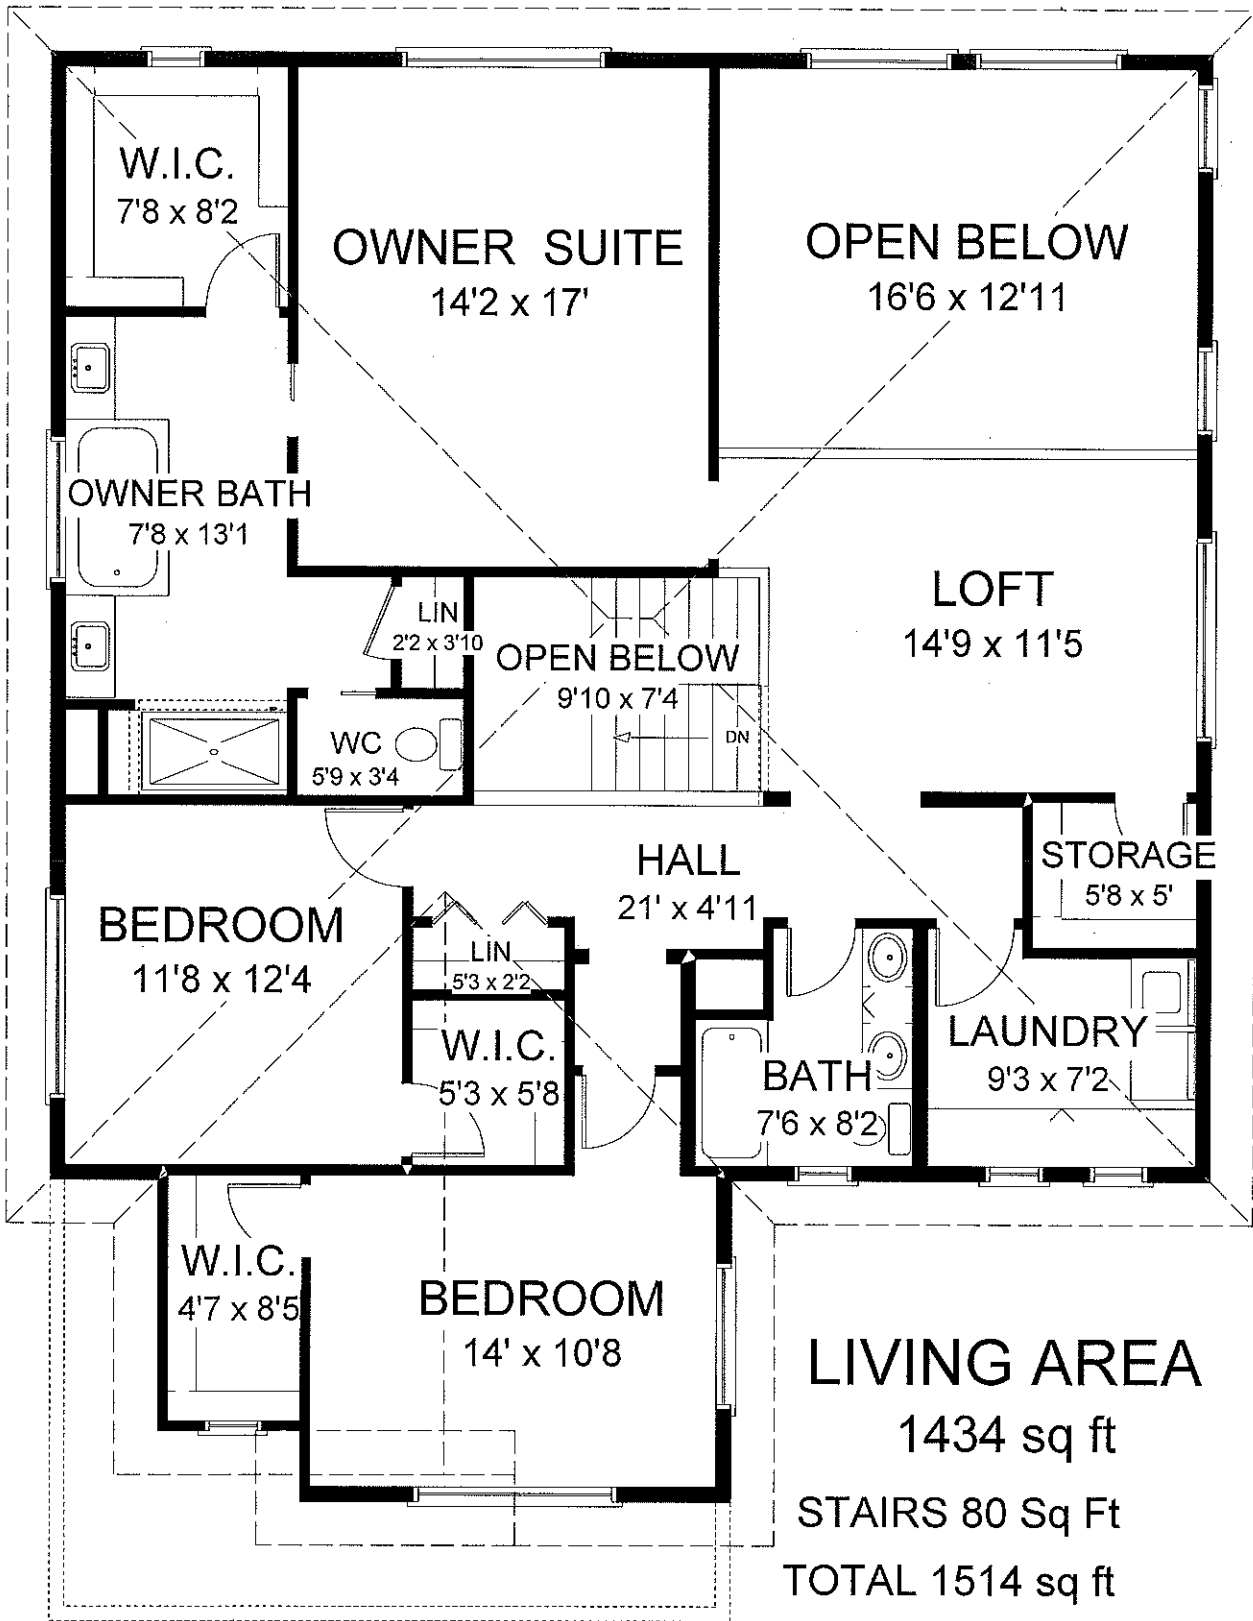 W.I.C.
7'8 x 8'2
OWNER SUITE
14'2 x 17'
OPEN BELOW
16'6 x 12'11
OWNER BATH
7'8 x 13'1
LIN
2'2 x 3'10
OPEN BELOW
9'10 x 7'4
DN
LOFT
14'9 x 11'5
WC
5'9 x 3'4
HALL
21' x 4'11
STORAGE
5'8 x 5'
BEDROOM
11'8 x 12'4
LIN
5'3 x 2'2
W.I.C.
5'3 x 5'8
BATH
7'6 x 8'2
LAUNDRY
9'3 x 7'2
W.I.C.
4'7 x 8'5
BEDROOM
14' x 10'8
LIVING AREA
1434 sq ft
STAIRS 80 Sq Ft
TOTAL 1514 sq ft